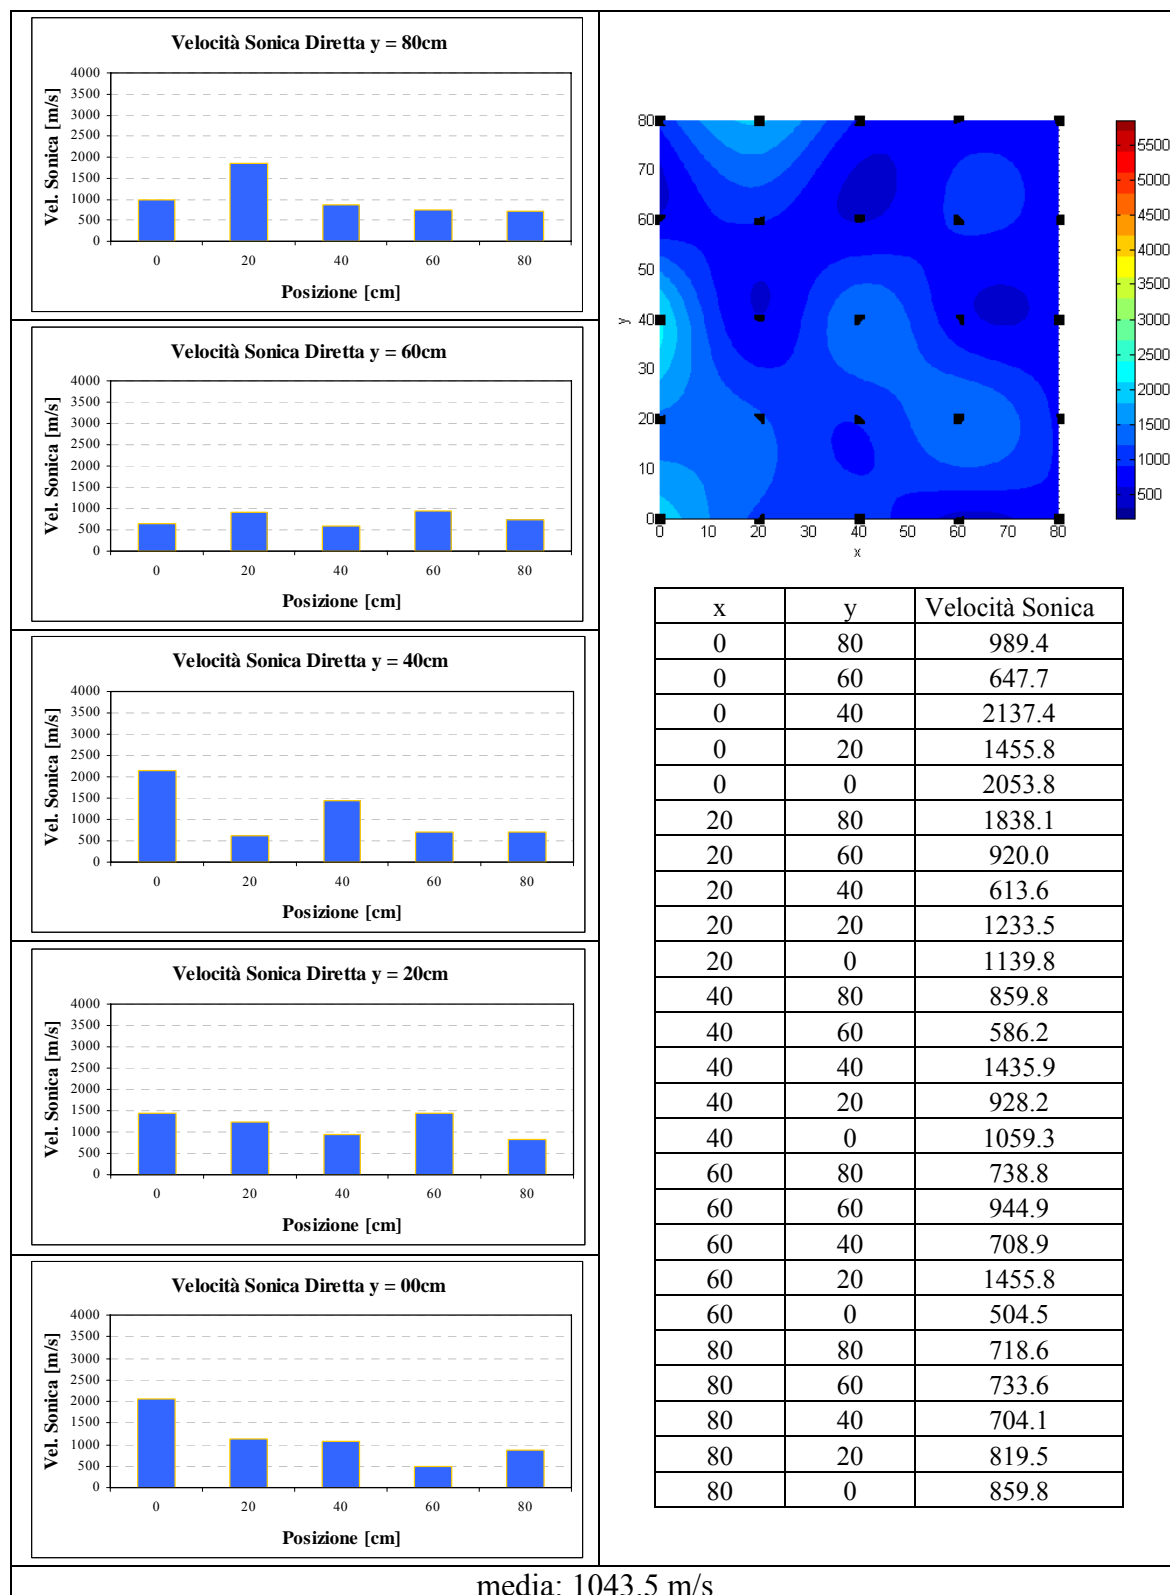 Velocità Sonica Diretta y = 80cm
Vel. Sonica [m/s]
4000
3500
3000
2500
2000
1500
1000
500
0
0 20 40 60 80
Posizione [cm]
Velocità Sonica Diretta y = 60cm
Vel. Sonica [m/s]
4000
3500
3000
2500
2000
1500
1000
500
0
0 20 40 60 80
Posizione [cm]
Velocità Sonica Diretta y = 40cm
Vel. Sonica [m/s]
4000
3500
3000
2500
2000
1500
1000
500
0
0 20 40 60 80
Posizione [cm]
Velocità Sonica Diretta y = 20cm
Vel. Sonica [m/s]
4000
3500
3000
2500
2000
1500
1000
500
0
0 20 40 60 80
Posizione [cm]
Velocità Sonica Diretta y = 00cm
Vel. Sonica [m/s]
4000
3500
3000
2500
2000
1500
1000
500
0
0 20 40 60 80
Posizione [cm]
80
70
60
50
40
30
20
10
0
y
0 10 20 30 40 50 60 70 80
x
5500
5000
4500
4000
3500
3000
2500
2000
1500
1000
500
x y Velocità Sonica
0 80 989.4
0 60 647.7
0 40 2137.4
0 20 1455.8
0 0 2053.8
20 80 1838.1
20 60 920.0
20 40 613.6
20 20 1233.5
20 0 1139.8
40 80 859.8
40 60 586.2
40 40 1435.9
40 20 928.2
40 0 1059.3
60 80 738.8
60 60 944.9
60 40 708.9
60 20 1455.8
60 0 504.5
80 80 718.6
80 60 733.6
80 40 704.1
80 20 819.5
80 0 859.8
media: 1043.5 m/s